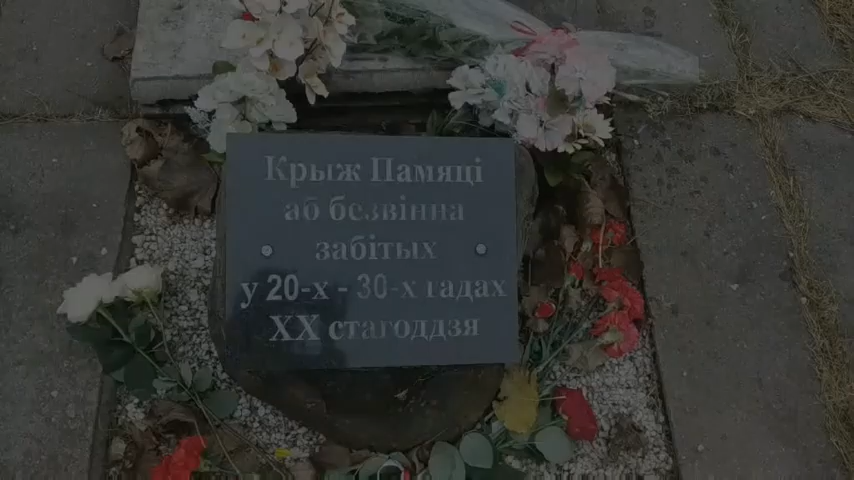 Крыж Памяці
аб безвінна
забітых
у 20-х - 30-х гадах
XX стагоддзя